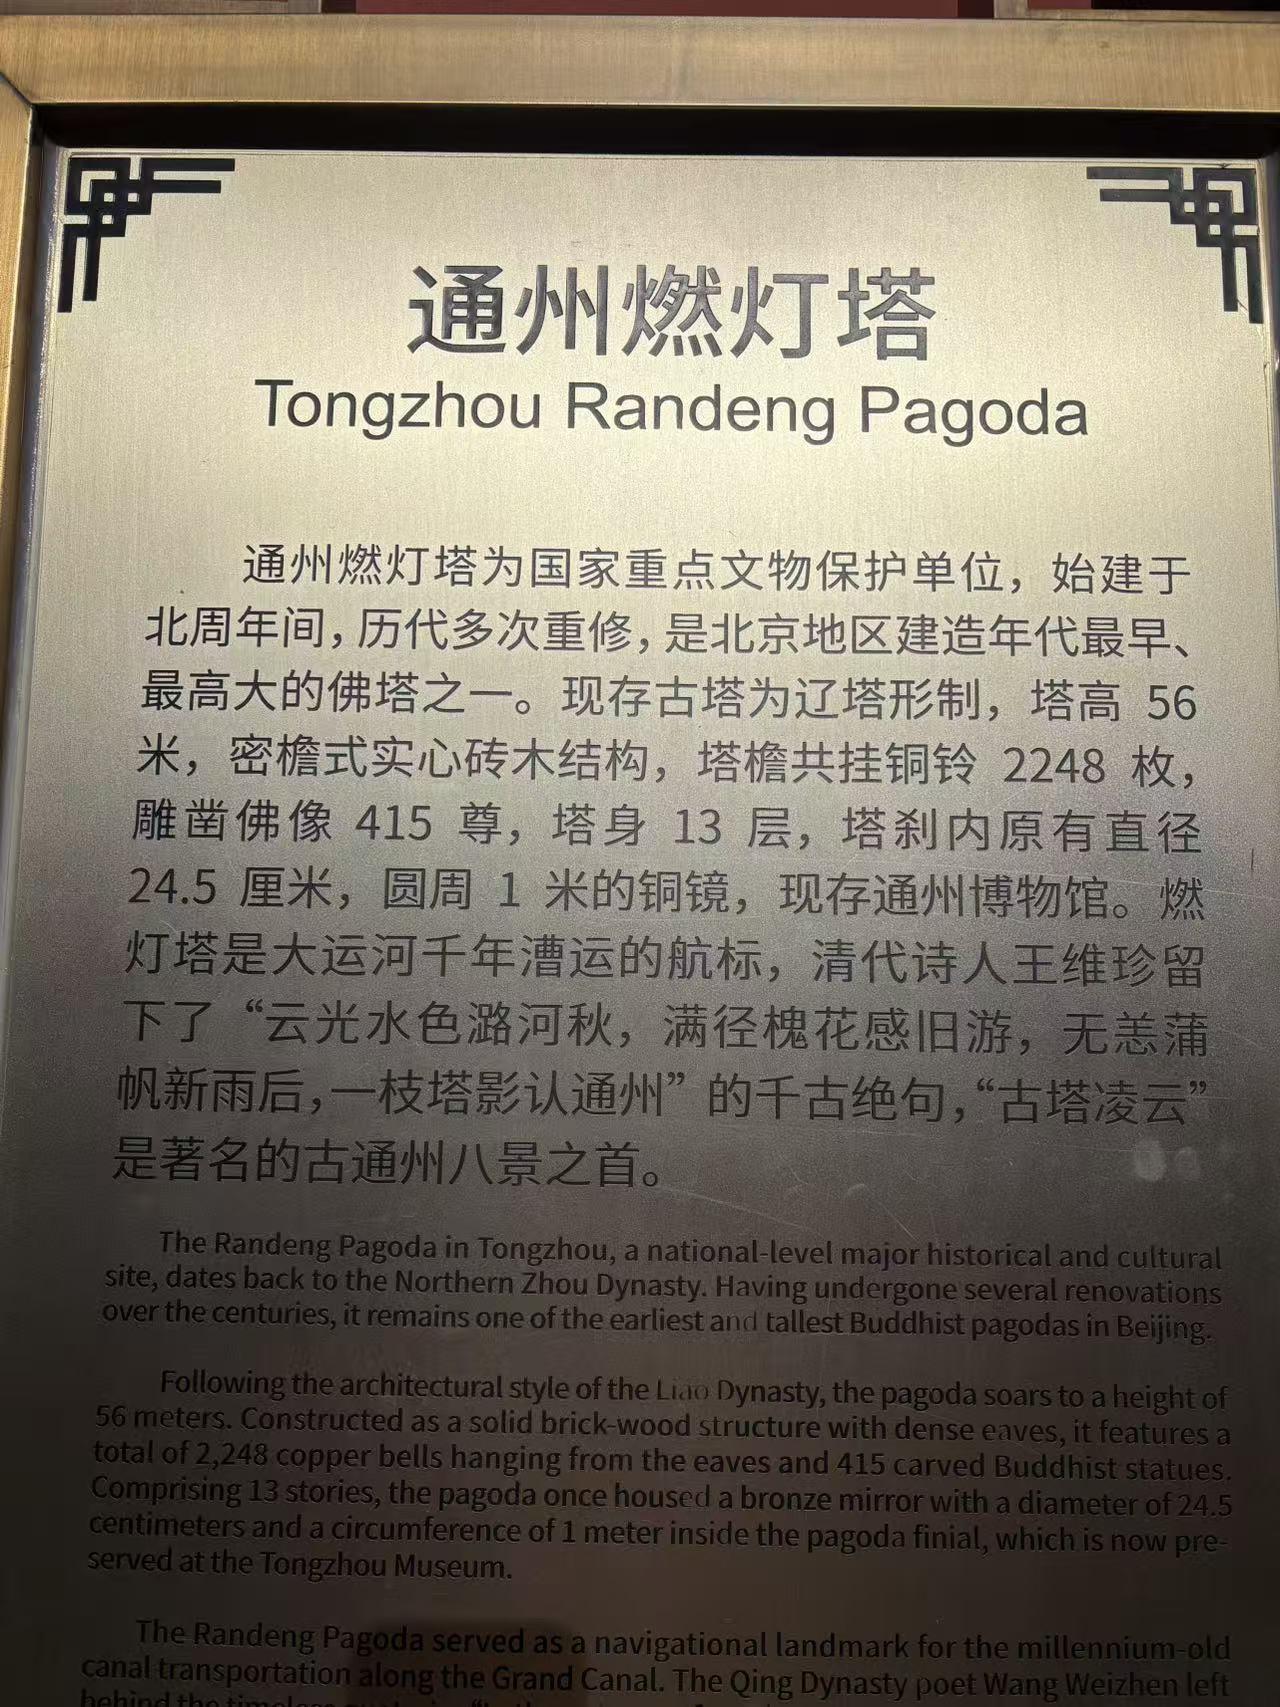 通州燃灯塔
Tongzhou Randeng Pagoda
通州燃灯塔为国家重点文物保护单位，始建于
北周年间，历代多次重修，是北京地区建造年代最早、
最高大的佛塔之一。现存古塔为辽塔形制，塔高 56
米，密檐式实心砖木结构，塔檐共挂铜铃 2248 枚，
雕凿佛像 415 尊，塔身 13 层，塔刹内原有直径
24.5 厘米，圆周 1 米的铜镜，现存通州博物馆。燃
灯塔是大运河千年漕运的航标，清代诗人王维珍留
下了“云光水色潞河秋，满径槐花感旧游，无恙蒲
帆新雨后，一枝塔影认通州”的千古绝句，“古塔凌云”
是著名的古通州八景之首。
The Randeng Pagoda in Tongzhou, a national-level major historical and cultural
site, dates back to the Northern Zhou Dynasty. Having undergone several renovations
over the centuries, it remains one of the earliest and tallest Buddhist pagodas in Beijing.
Following the architectural style of the Liao Dynasty, the pagoda soars to a height of
56 meters. Constructed as a solid brick-wood structure with dense eaves, it features a
total of 2,248 copper bells hanging from the eaves and 415 carved Buddhist statues.
Comprising 13 stories, the pagoda once housed a bronze mirror with a diameter of 24.5
centimeters and a circumference of 1 meter inside the pagoda finial, which is now pre-
served at the Tongzhou Museum.
The Randeng Pagoda served as a navigational landmark for the millennium-old
canal transportation along the Grand Canal. The Qing Dynasty poet Wang Weizhen left
behind the timeless